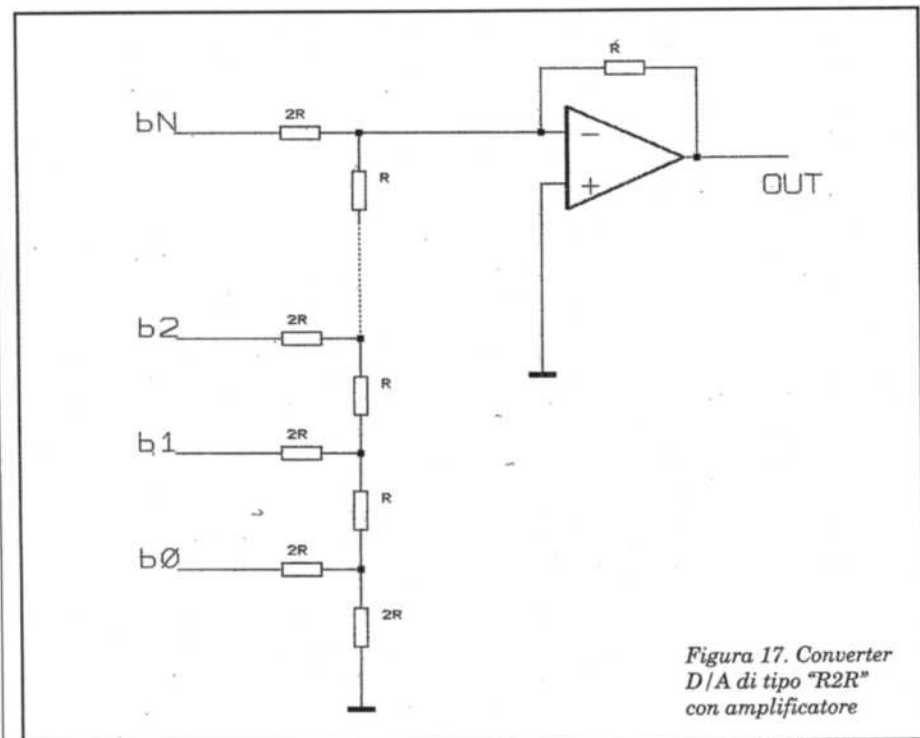 R
bN
2R
R
−
+
OUT
b2
2R
R
b1
2R
R
bØ
2R
2R
Figura 17. Converter
D/A di tipo “R2R”
con amplificatore